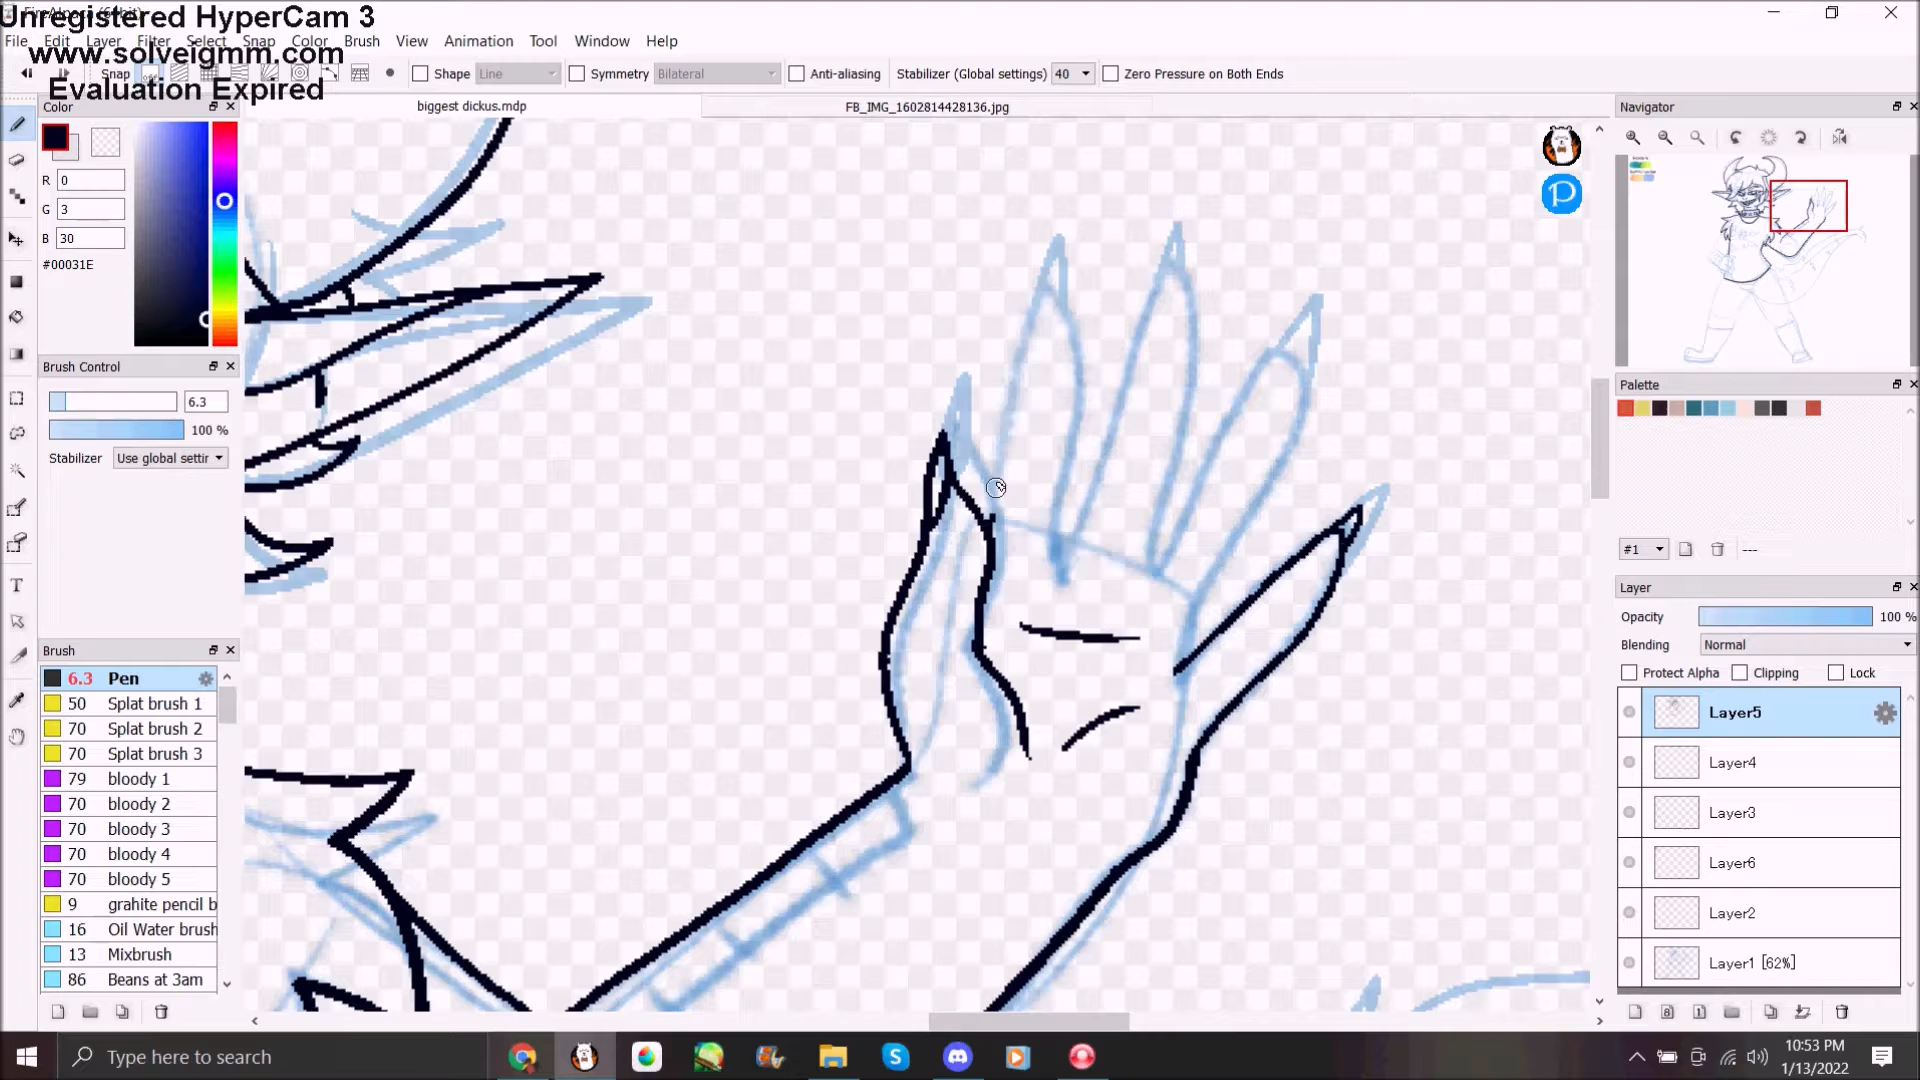 Unregistered HyperCam 3
File Edit Layer Filter Select Snap Color Brush View Animation Tool Window Help
www.solveigmm.com
Snap Shape Line Symmetry Bilateral Anti-aliasing Stabilizer (Global settings) 40 Zero Pressure on Both Ends
Evaluation Expired
Color
biggest dickus.mdp
FB_IMG_1602814428136.jpg
Navigator
R 0
G 3
B 30
#00031E
Brush Control
6.3
100 %
Stabilizer Use global settir
Palette
#1 ---
Layer
Opacity 100 %
Blending Normal
Protect Alpha Clipping Lock
Layer5
Layer4
Layer3
Layer6
Layer2
Layer1 [62%]
Brush
6.3 Pen
50 Splat brush 1
70 Splat brush 2
70 Splat brush 3
79 bloody 1
70 bloody 2
70 bloody 3
70 bloody 4
70 bloody 5
9 grahite pencil b
16 Oil Water brush
13 Mixbrush
86 Beans at 3am
Type here to search
10:53 PM
1/13/2022